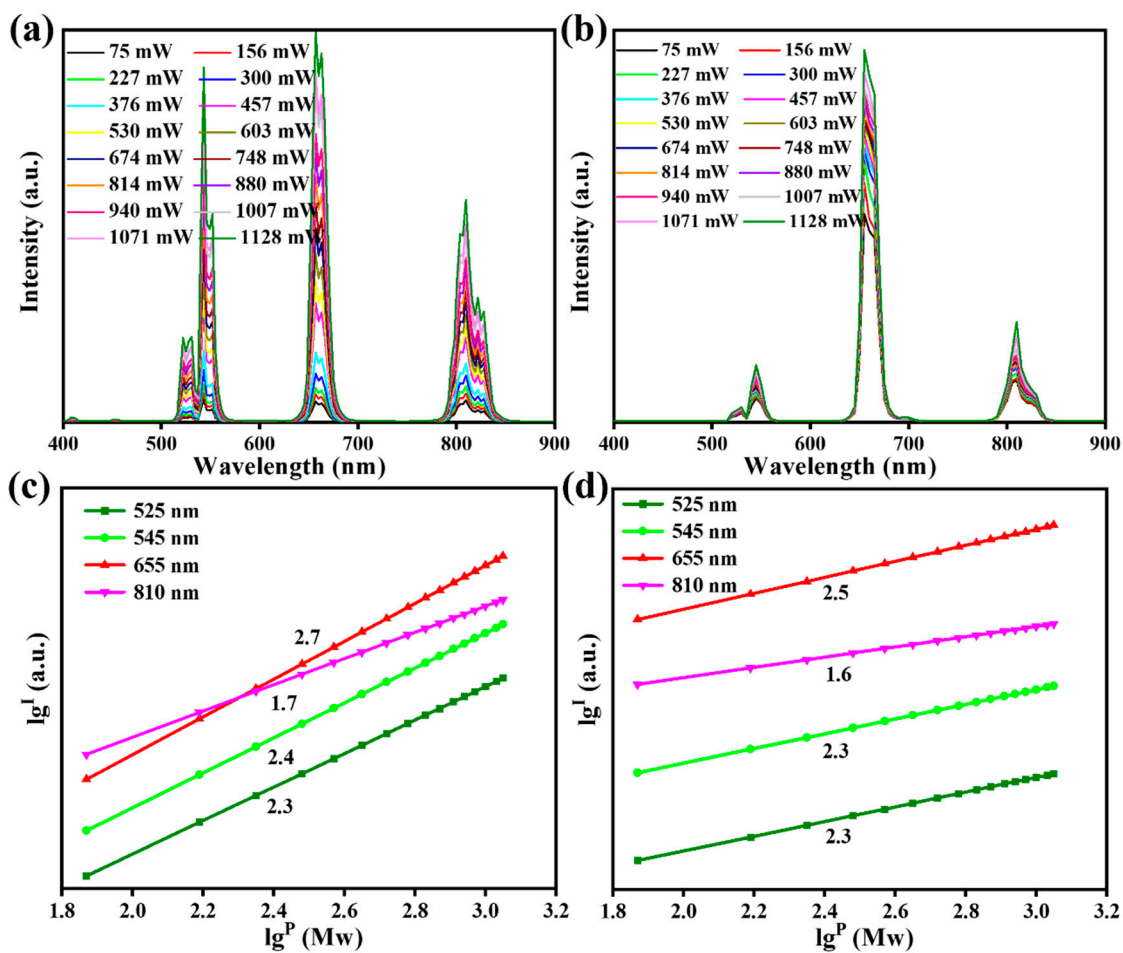 (a)
75 mW 156 mW
227 mW 300 mW
376 mW 457 mW
530 mW 603 mW
674 mW 748 mW
814 mW 880 mW
940 mW 1007 mW
1071 mW 1128 mW
Intensity (a.u.)
400 500 600 700 800 900
Wavelength (nm)
(b)
75 mW 156 mW
227 mW 300 mW
376 mW 457 mW
530 mW 603 mW
674 mW 748 mW
814 mW 880 mW
940 mW 1007 mW
1071 mW 1128 mW
Intensity (a.u.)
400 500 600 700 800 900
Wavelength (nm)
(c)
525 nm
545 nm
655 nm
810 nm
2.7
1.7
2.4
2.3
lg^I (a.u.)
1.8 2.0 2.2 2.4 2.6 2.8 3.0 3.2
lg^P (Mw)
(d)
525 nm
545 nm
655 nm
810 nm
2.5
1.6
2.3
2.3
lg^I (a.u.)
1.8 2.0 2.2 2.4 2.6 2.8 3.0 3.2
lg^P (Mw)